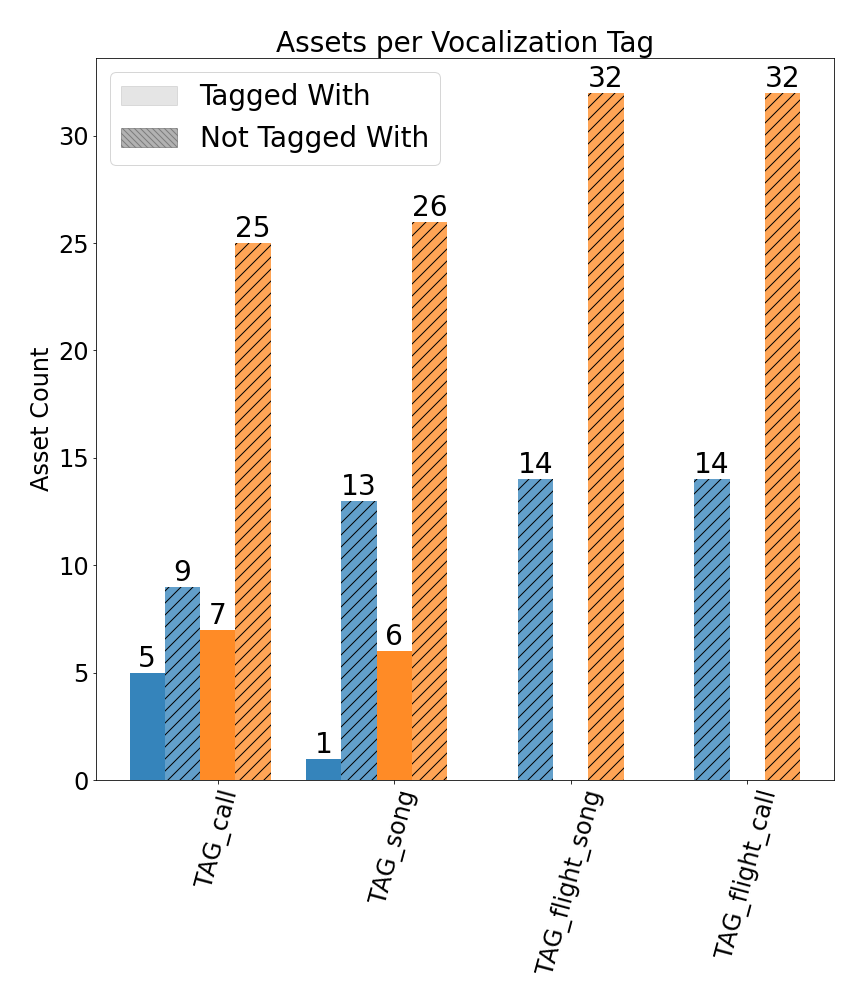 Assets per Vocalization Tag
Tagged With
Not Tagged With
Asset Count
30
25
20
15
10
5
0
5
9
7
25
1
13
6
26
14
32
14
32
TAG_call
TAG_song
TAG_flight_song
TAG_flight_call